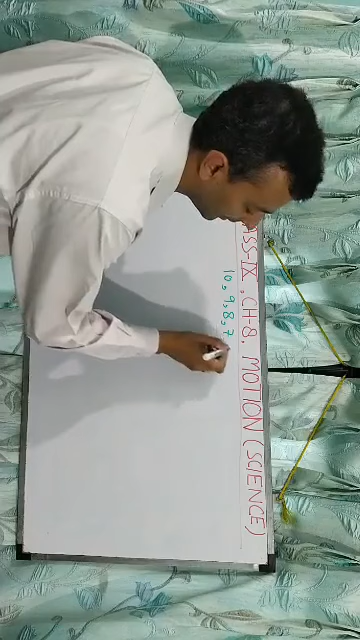 ASS-IX, CH-8, MOTION (SCIENCE)
10, 9, 8, 7